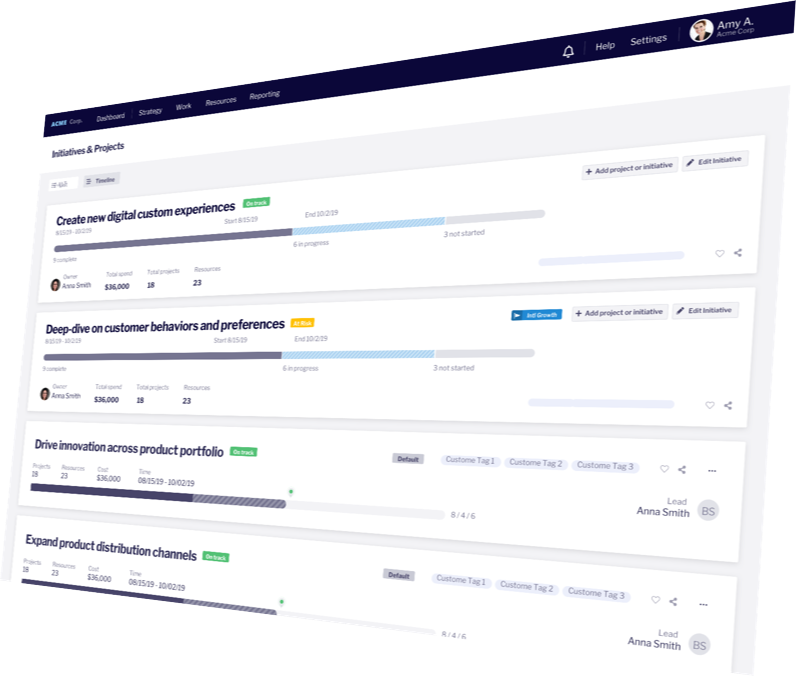 Amy A.
Acme Corp
Help
Settings
ACME Corp.
Dashboard
Strategy
Work
Resources
Reporting
Initiatives & Projects
Timeline
Create new digital custom experiences
On track
+ Add project or initiative
Edit Initiative
8/15/19 - 10/2/19
Start 8/15/19
End 10/2/19
9 complete
6 in progress
3 not started
Owner
Anna Smith
Total spend
$36,000
Total projects
18
Resources
23
Deep-dive on customer behaviors and preferences
At Risk
Intl Growth
+ Add project or initiative
Edit Initiative
8/15/19 - 10/2/19
Start 8/15/19
End 10/2/19
9 complete
6 in progress
3 not started
Owner
Anna Smith
Total spend
$36,000
Total projects
18
Resources
23
Drive innovation across product portfolio
On track
Default
Custome Tag 1
Custome Tag 2
Custome Tag 3
Projects
18
Resources
23
Cost
$36,000
Time
08/15/19 - 10/02/19
8 / 4 / 6
Lead
Anna Smith
BS
Expand product distribution channels
On track
Default
Custome Tag 1
Custome Tag 2
Custome Tag 3
Projects
18
Resources
23
Cost
$36,000
Time
08/15/19 - 10/02/19
8 / 4 / 6
Lead
Anna Smith
BS